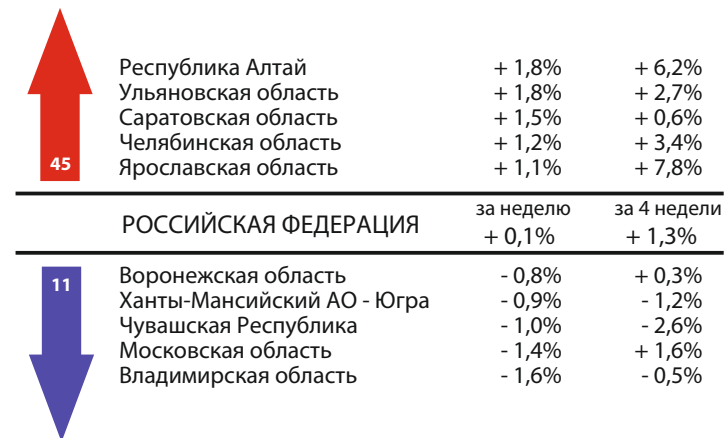 Республика Алтай + 1,8% + 6,2%
Ульяновская область + 1,8% + 2,7%
Саратовская область + 1,5% + 0,6%
Челябинская область + 1,2% + 3,4%
45 Ярославская область + 1,1% + 7,8%
за неделю за 4 недели
РОССИЙСКАЯ ФЕДЕРАЦИЯ + 0,1% + 1,3%
11 Воронежская область - 0,8% + 0,3%
Ханты-Мансийский АО - Югра - 0,9% - 1,2%
Чувашская Республика - 1,0% - 2,6%
Московская область - 1,4% + 1,6%
Владимирская область - 1,6% - 0,5%